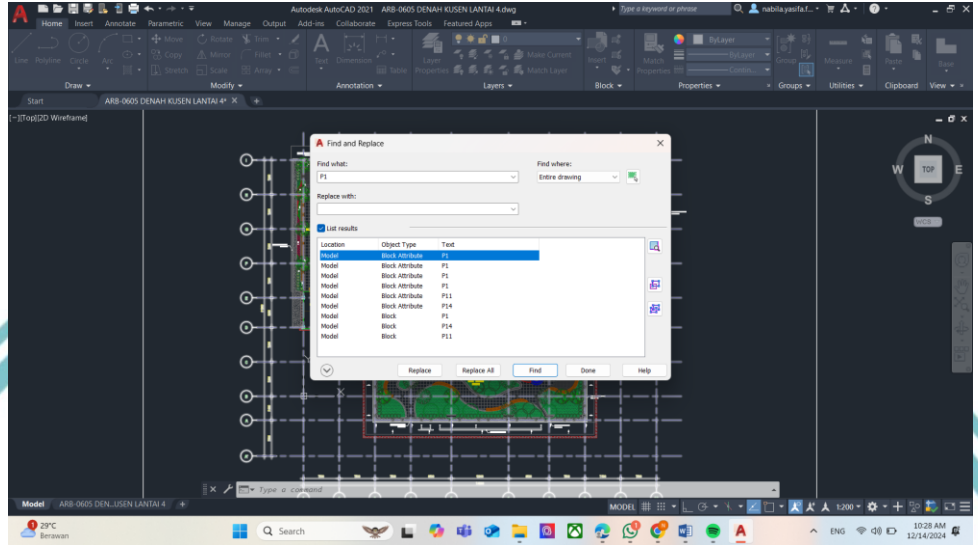 Autodesk AutoCAD 2021 ARB-0605 DENAH KUSEN LANTAI 4.dwg
Type a keyword or phrase
nabila.yasifa.f...
Home Insert Annotate Parametric View Manage Output Add-ins Collaborate Express Tools Featured Apps
Line Polyline Circle Arc
Move Rotate Trim
Copy Mirror Fillet
Stretch Scale Array
Text Dimension
Table
Layer Properties
Make Current
Match Layer
Insert
Match Properties
ByLayer
ByLayer
Group
Measure
Paste
Base
Draw Modify Annotation Layers Block Properties Groups Utilities Clipboard View
Start ARB-0605 DENAH KUSEN LANTAI 4* +
[-][Top][2D Wireframe]
N
W TOP E
S
WCS
Find and Replace
Find what: Find where:
P1 Entire drawing
Replace with:
List results
Location Object Type Text
Model Block Attribute P1
Model Block Attribute P1
Model Block Attribute P1
Model Block Attribute P1
Model Block Attribute P11
Model Block Attribute P14
Model Block P1
Model Block P14
Model Block P11
Replace Replace All Find Done Help
Type a command
Model ARB-0605 DEN...USEN LANTAI 4 +
MODEL 1:200
29°C
Berawan
Search
ENG
10:28 AM
12/14/2024